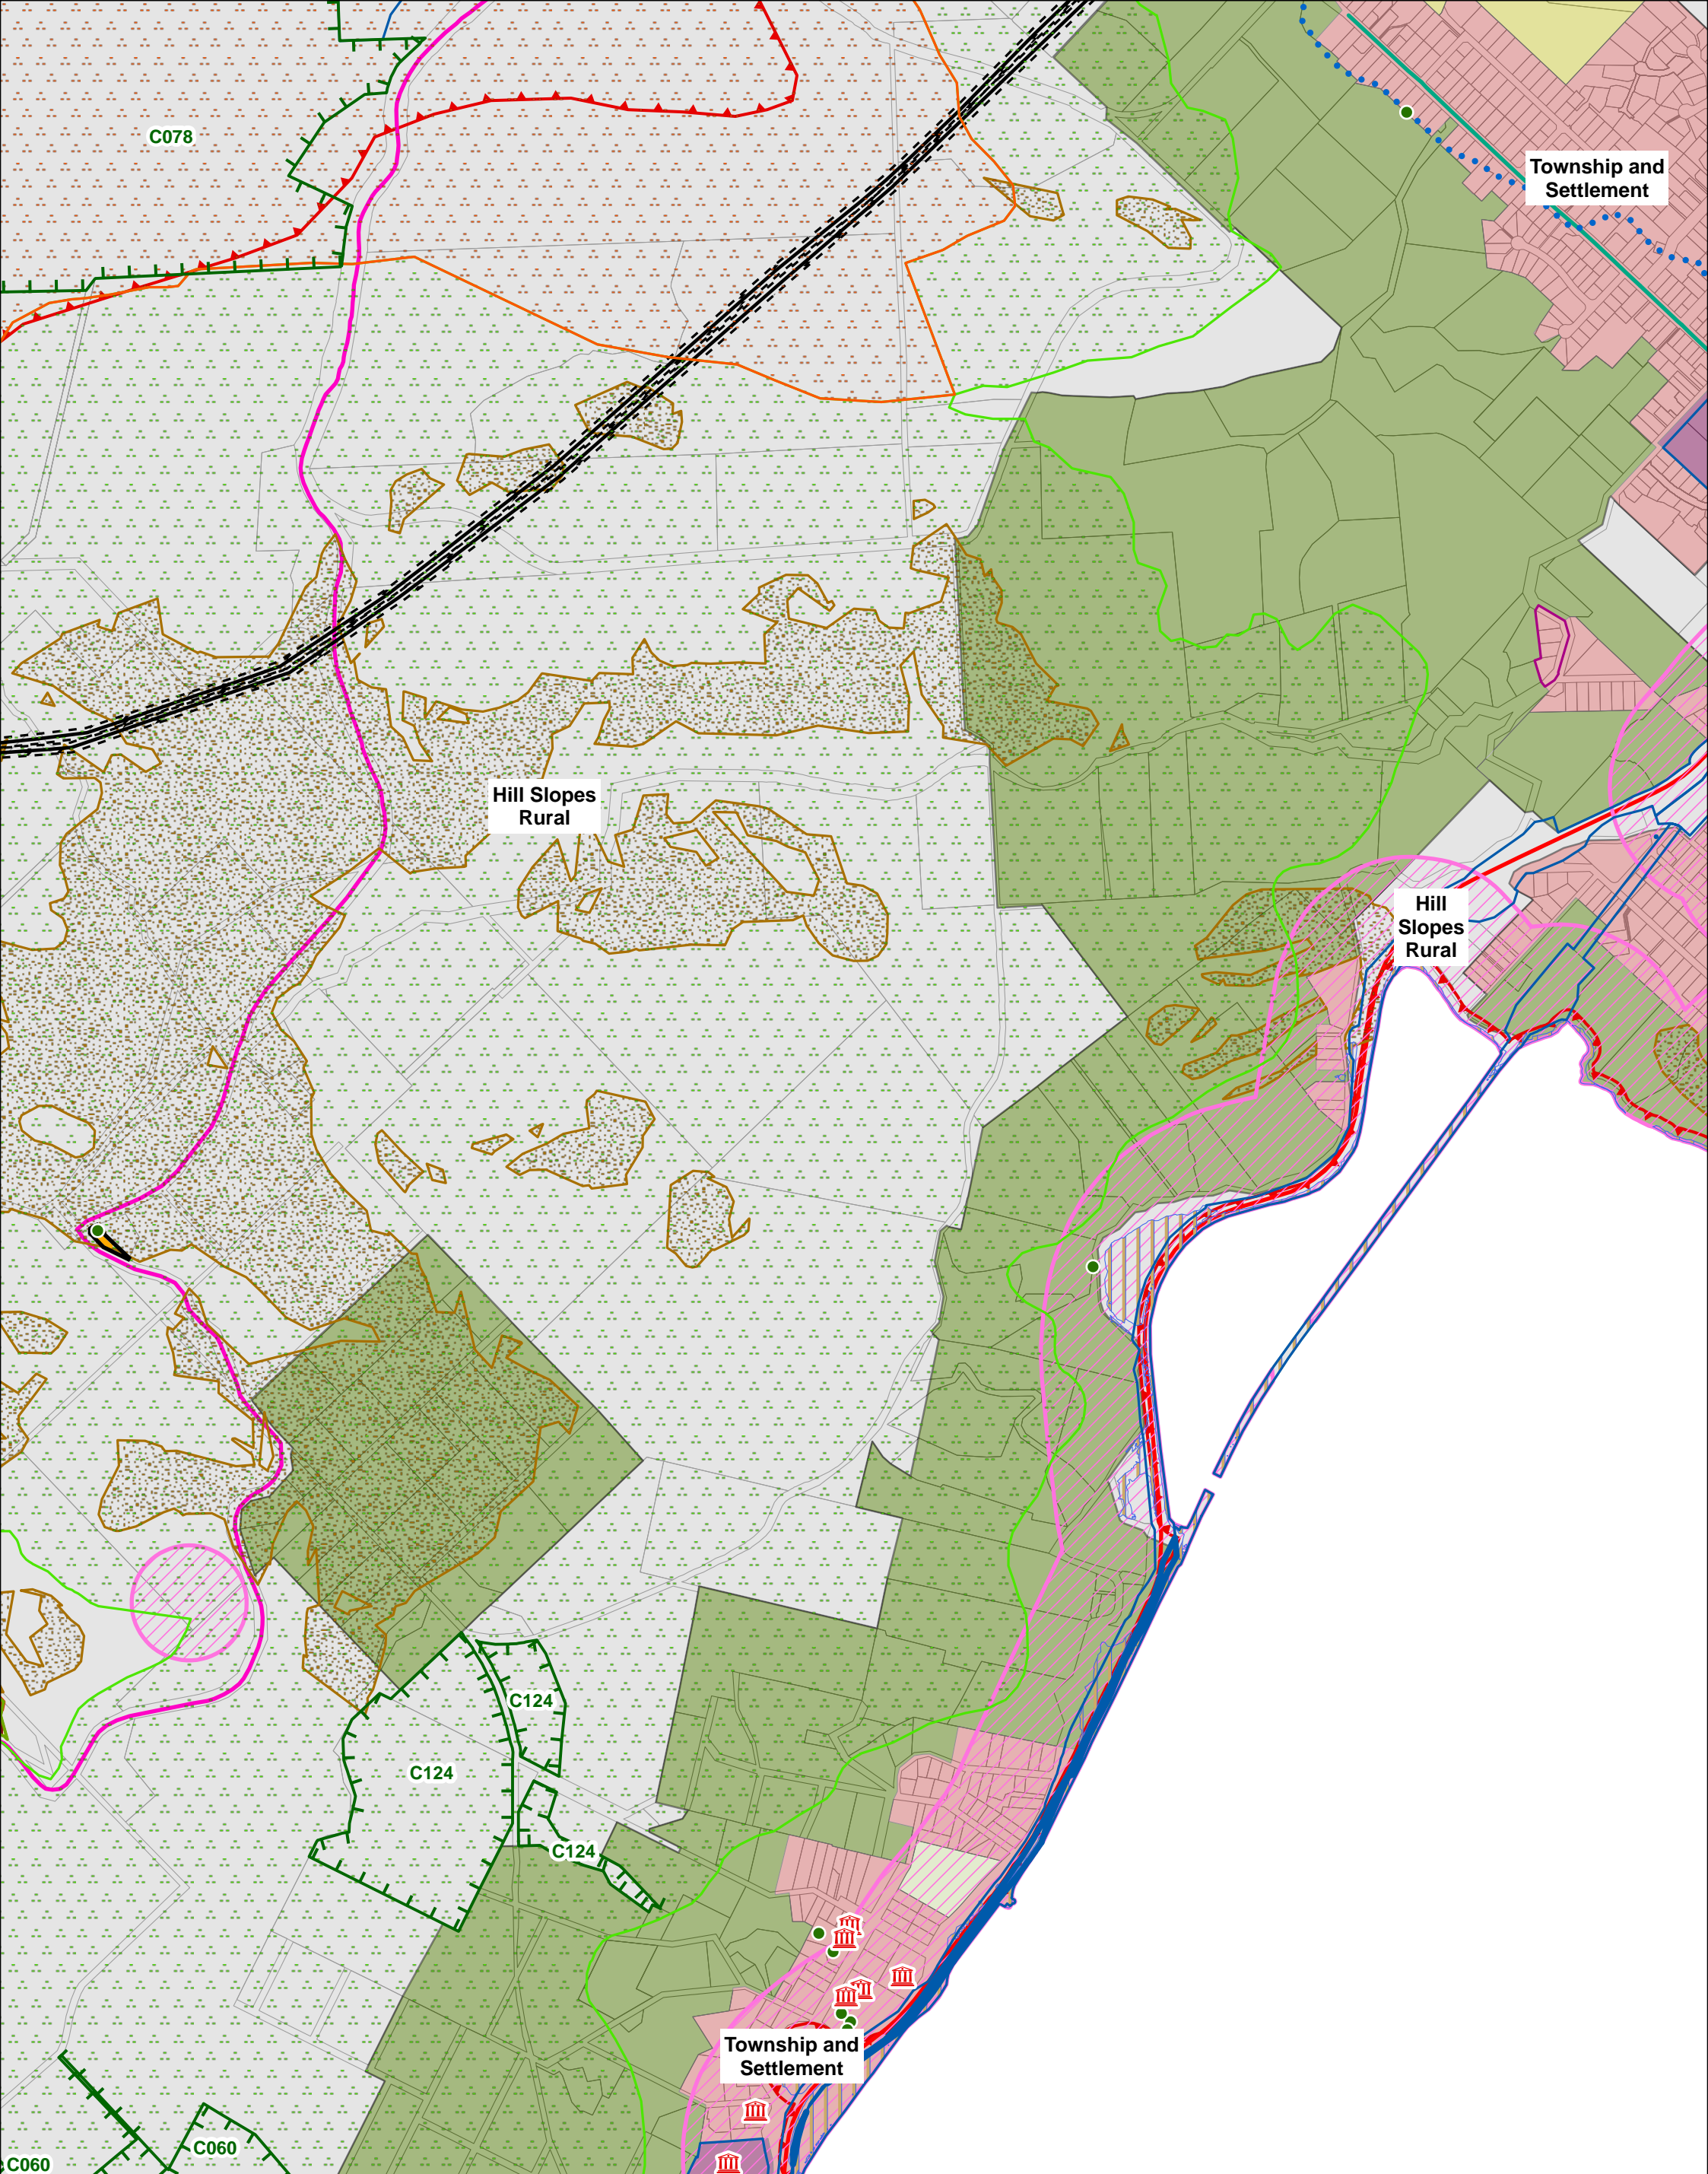 C078
Township and
Settlement
Hill Slopes
Rural
Hill
Slopes
Rural
C124
C124
C124
Township and
Settlement
C060
C060